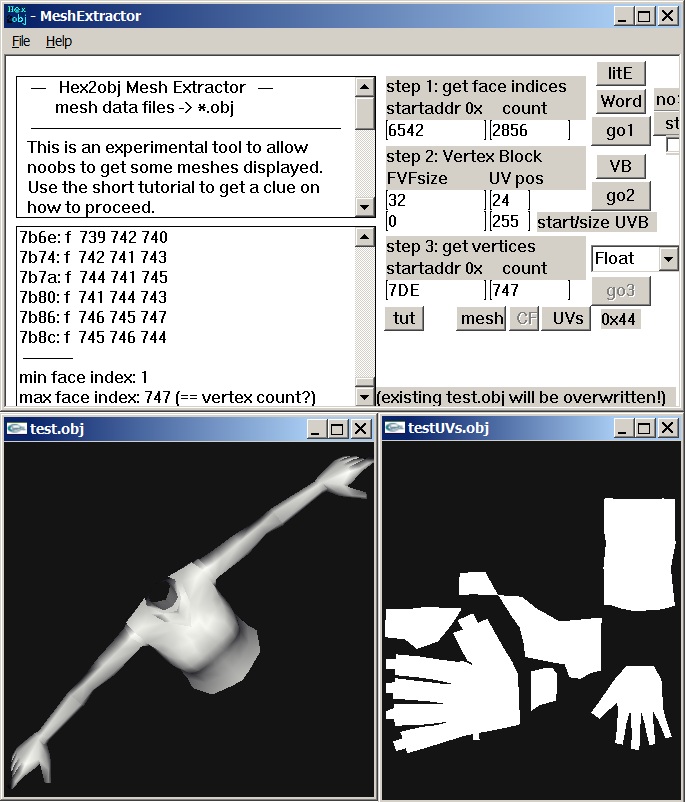 Hex obj - MeshExtractor
File Help
— Hex2obj Mesh Extractor —
mesh data files -> *.obj
This is an experimental tool to allow
noobs to get some meshes displayed.
Use the short tutorial to get a clue on
how to proceed.
7b6e: f 739 742 740
7b74: f 742 741 743
7b7a: f 744 741 745
7b80: f 741 744 743
7b86: f 746 745 747
7b8c: f 745 746 744
min face index: 1
max face index: 747 (== vertex count?)
step 1: get face indices
startaddr 0x count
6542 2856
litE
Word
go1
no
st
step 2: Vertex Block
FVFsize UV pos
32 24
0 255 start/size UVB
VB
go2
step 3: get vertices
startaddr 0x count
7DE 747
Float
go3
tut mesh CF UVs 0x44
(existing test.obj will be overwritten!)
test.obj
testUVs.obj